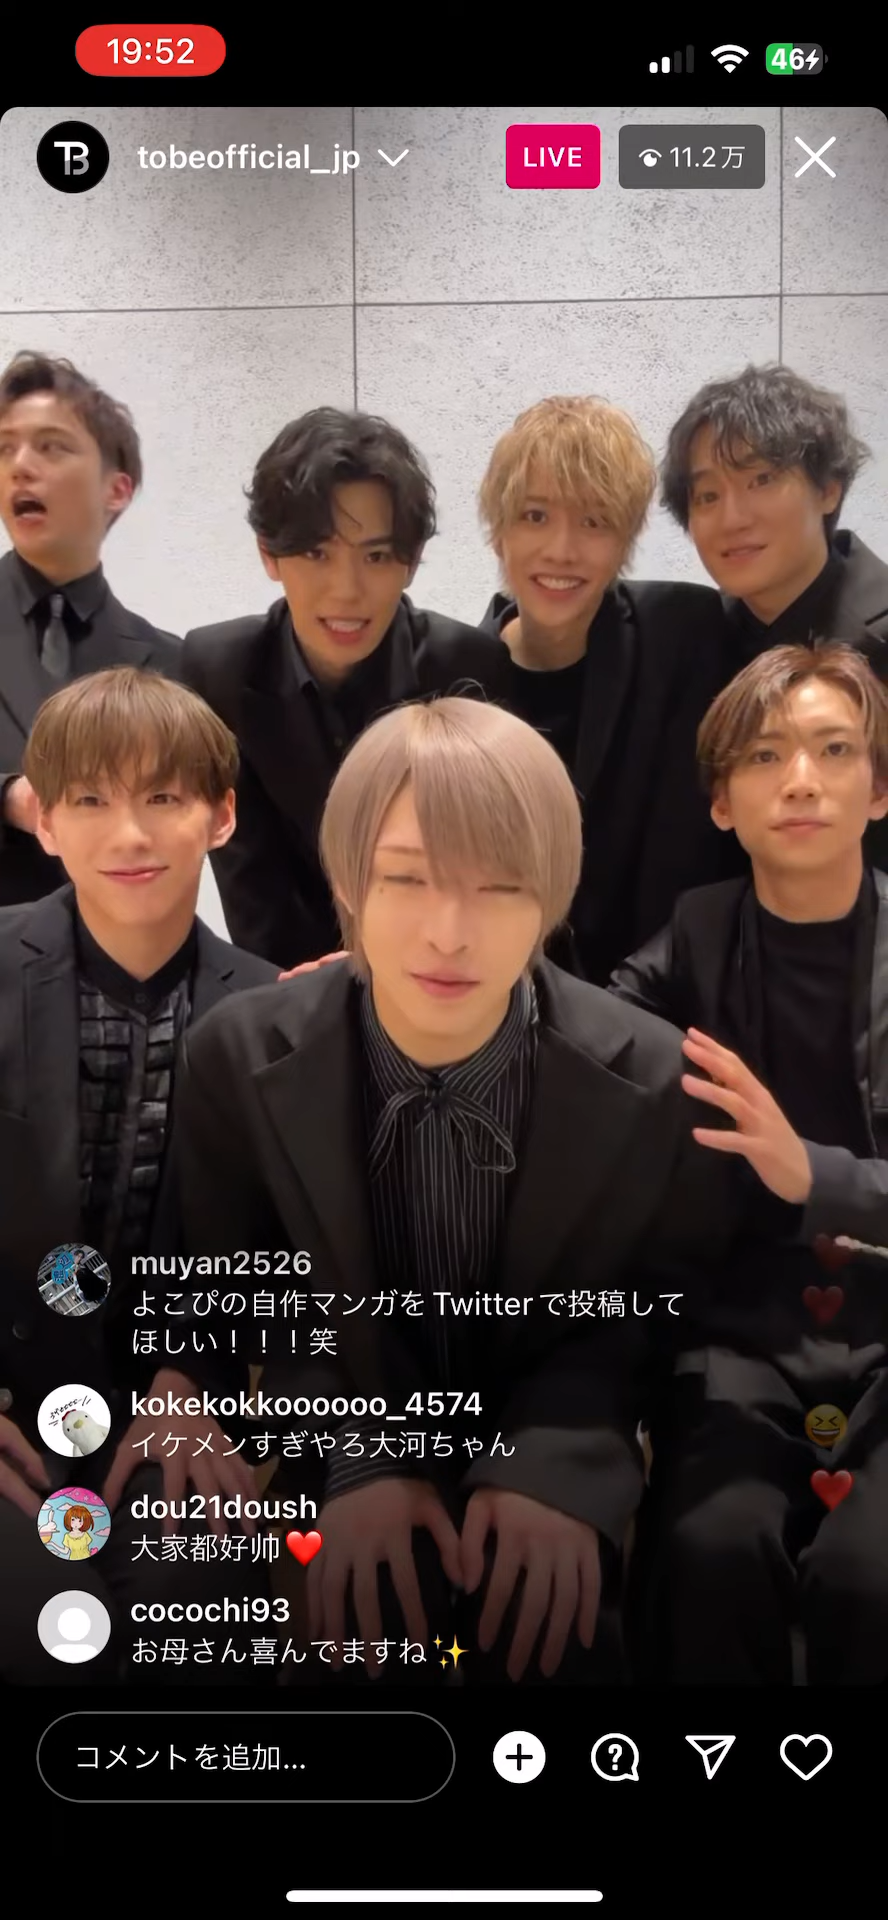 19:52
46
TB
tobeofficial_jp
LIVE
11.2万
muyan2526
よこぴの自作マンガをTwitterで投稿して
ほしい！！！笑
kokekokkoooooo_4574
イケメンすぎやろ大河ちゃん
dou21doush
大家都好帅❤️
cocochi93
お母さん喜んでますね✨
コメントを追加...